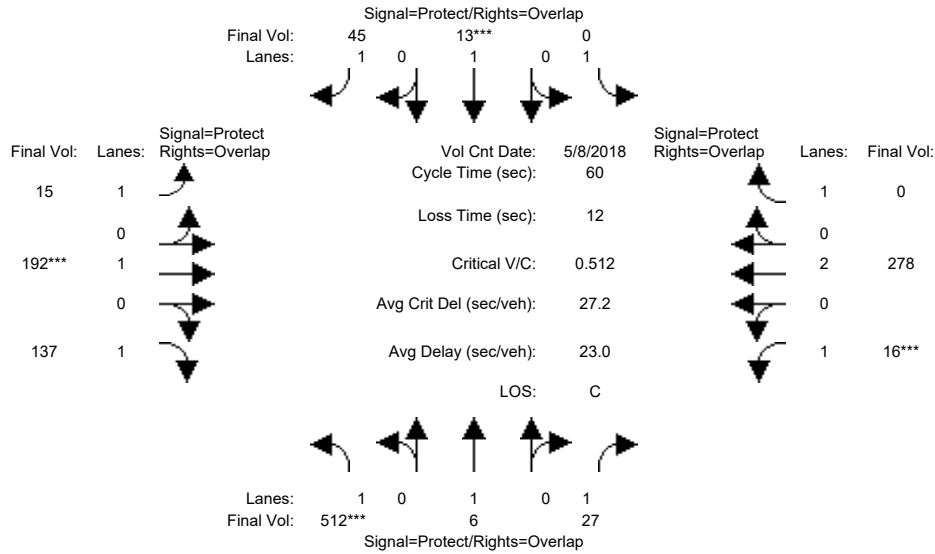 Signal=Protect/Rights=Overlap
Final Vol: 45 13*** 0
Lanes: 1 0 1 0 1
Signal=Protect Signal=Protect
Final Vol: Lanes: Rights=Overlap Vol Cnt Date: 5/8/2018 Rights=Overlap Lanes: Final Vol:
Cycle Time (sec): 60
15 1 1 0
Loss Time (sec): 12
0 0
192*** 1 Critical V/C: 0.512 2 278
0 Avg Crit Del (sec/veh): 27.2 0
137 1 Avg Delay (sec/veh): 23.0 1 16***
LOS: C
Lanes: 1 0 1 0 1
Final Vol: 512*** 6 27
Signal=Protect/Rights=Overlap